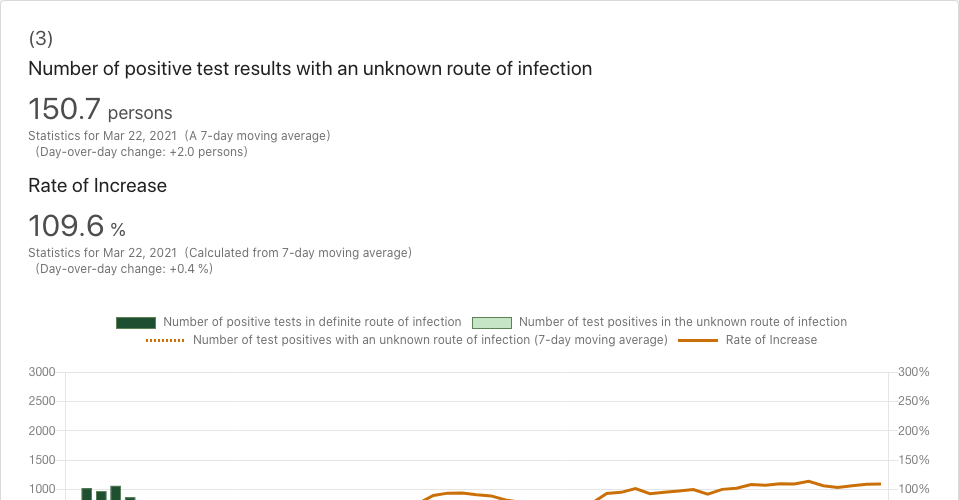 (3)
Number of positive test results with an unknown route of infection
150.7 persons
Statistics for Mar 22, 2021 (A 7-day moving average)
(Day-over-day change: +2.0 persons)
Rate of Increase
109.6 %
Statistics for Mar 22, 2021 (Calculated from 7-day moving average)
(Day-over-day change: +0.4 %)
Number of positive tests in definite route of infection Number of test positives in the unknown route of infection
Number of test positives with an unknown route of infection (7-day moving average) Rate of Increase
3000 300%
2500 250%
2000 200%
1500 150%
1000 100%